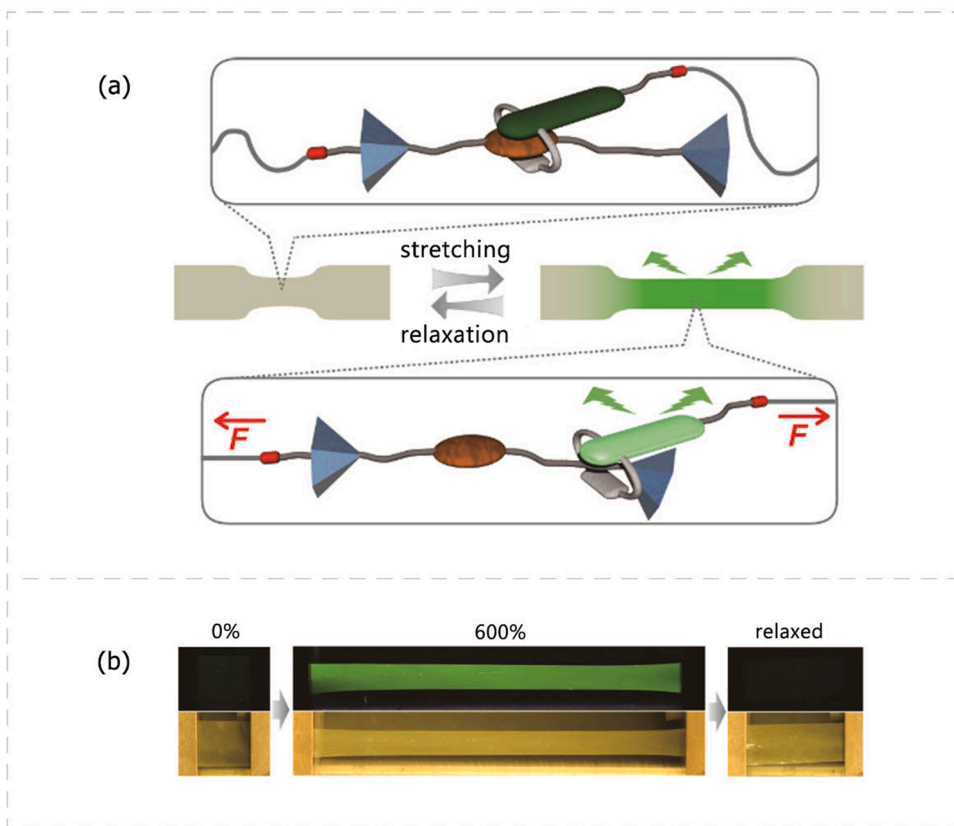 (a)
stretching
relaxation
F
F
(b)
0%
600%
relaxed